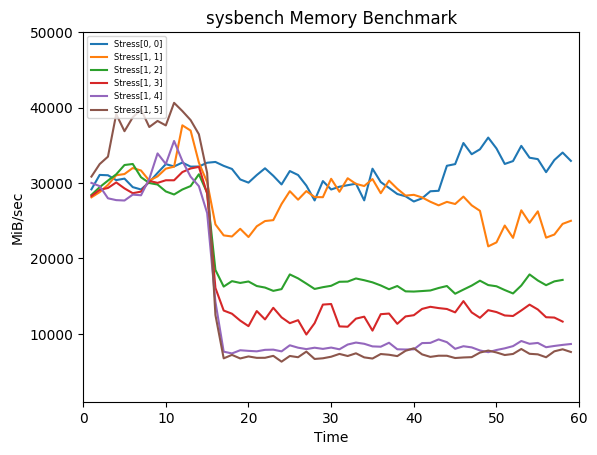 sysbench Memory Benchmark
50000
40000
30000
20000
10000
MiB/sec
Stress[0, 0]
Stress[1, 1]
Stress[1, 2]
Stress[1, 3]
Stress[1, 4]
Stress[1, 5]
0 10 20 30 40 50 60
Time